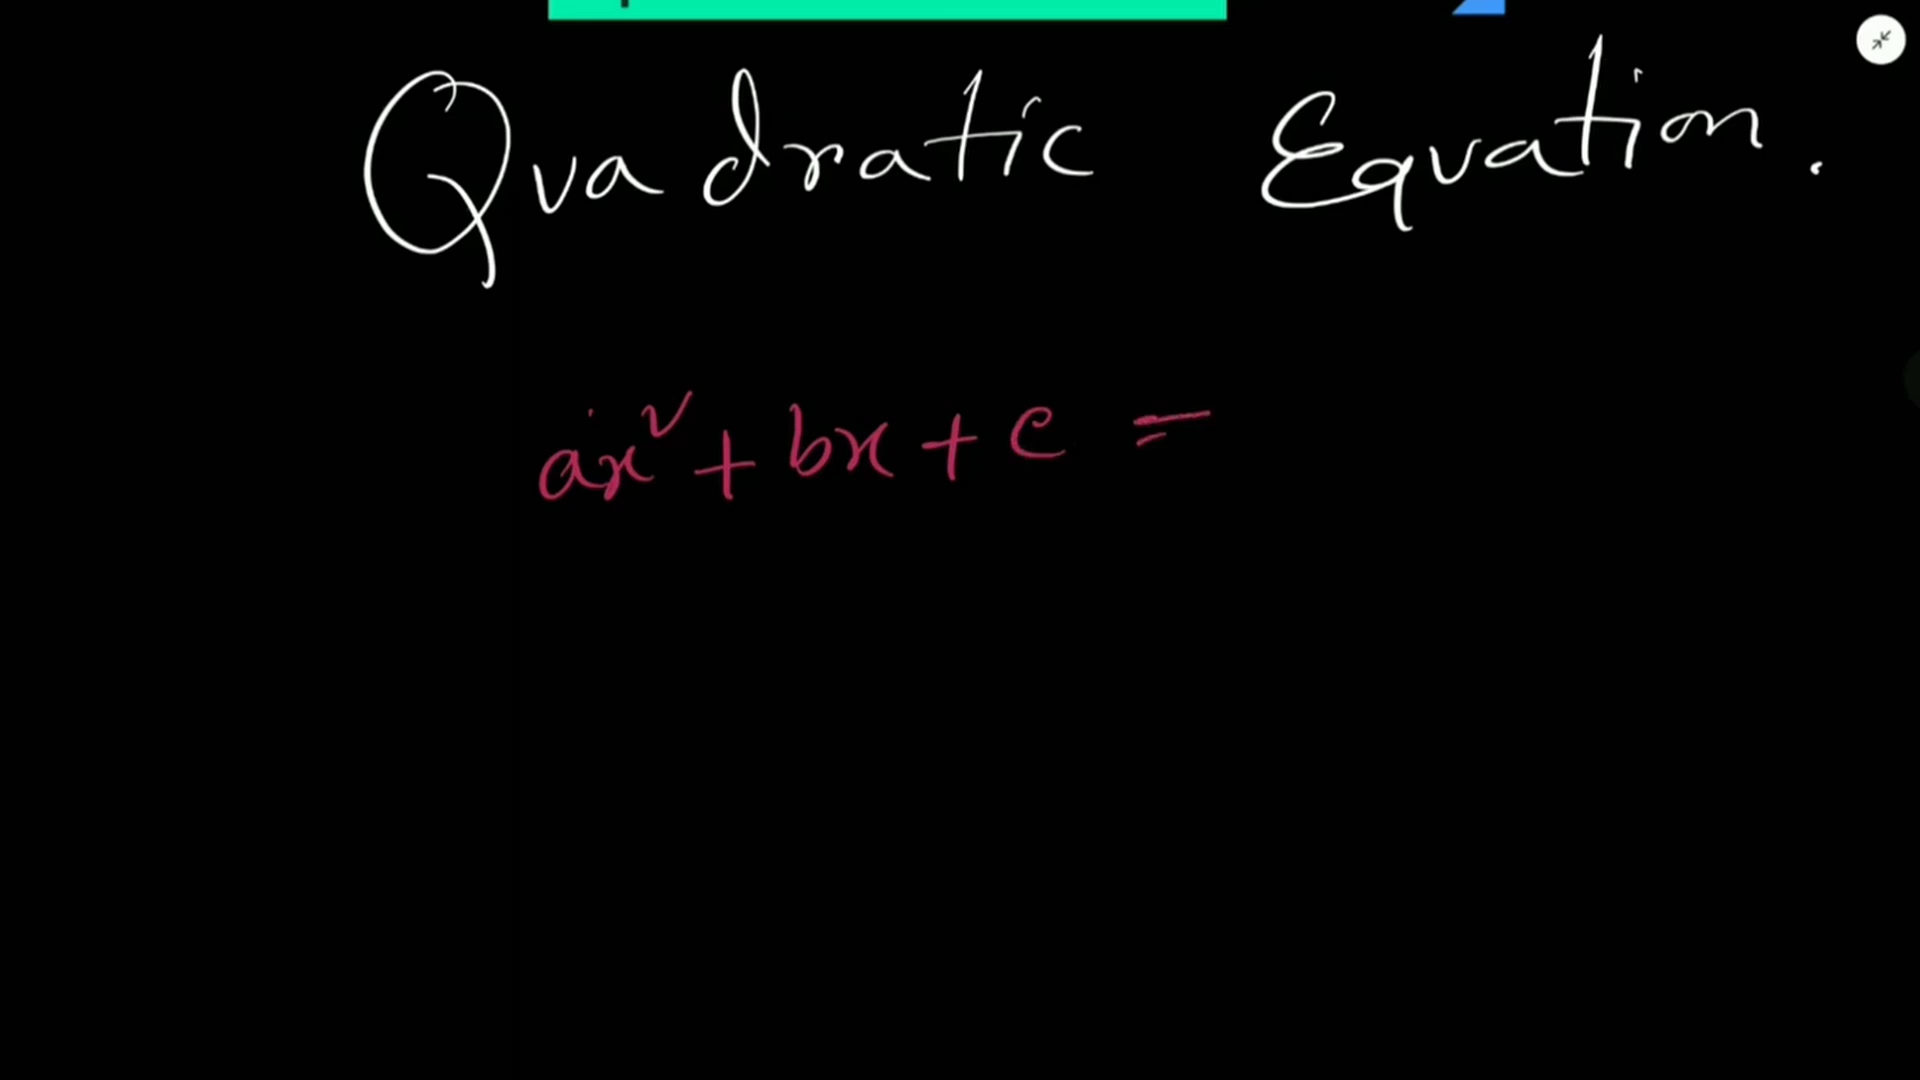 Quadratic Equation.
ax² + bx + c =